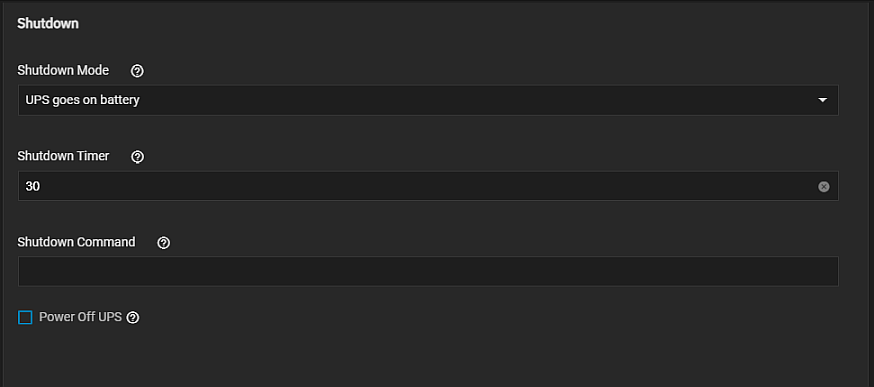 Shutdown
Shutdown Mode
UPS goes on battery
Shutdown Timer
30
Shutdown Command
Power Off UPS